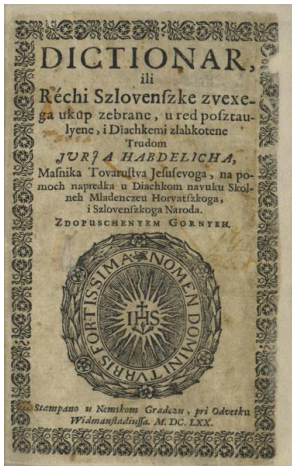 DICTIONAR,
ili
Réchi Szlovenszke zvexe-
ga ukup zebrane, u red posztau-
lyene, i Diachkemi zlahkotene
Trudom
JURJA HABDELICHA,
Masnika Tovarustva Jesusevoga, na po-
moch napredka u Diachkom navuku Skol-
neh Mladenczeu Horvatszkoga,
i Szlovenszkoga Naroda.
ZDOPUSCHENYEM GORNYEH.
TURRIS FORTISSIMA NOMEN DOMINI
IHS
Stampano u Nemskom Gradczu, pri Odvetku
Widmanstadiussa. M. DC. LXX.